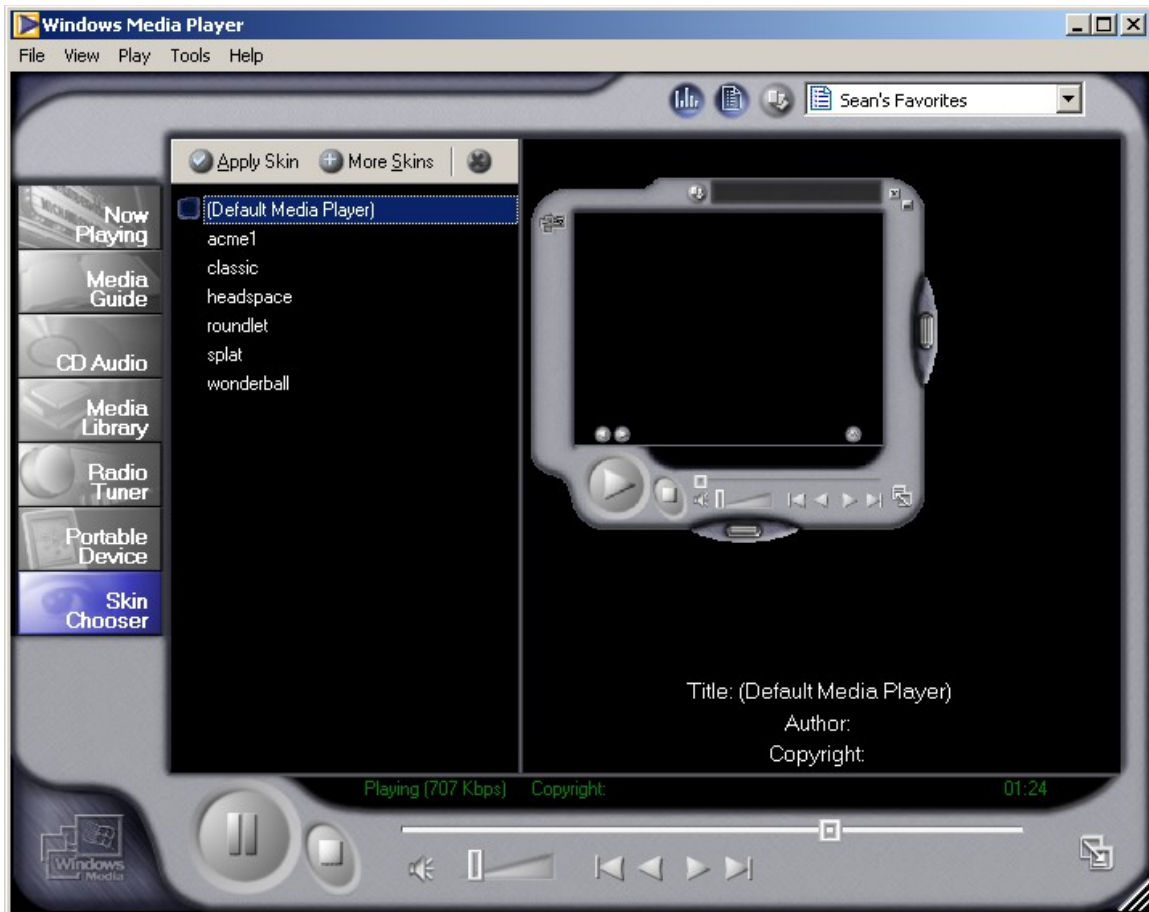 Windows Media Player
File View Play Tools Help
Sean's Favorites
Apply Skin More Skins
Now Playing
Media Guide
CD Audio
Media Library
Radio Tuner
Portable Device
Skin Chooser
(Default Media Player)
acme1
classic
headspace
roundlet
splat
wonderball
Title: (Default Media Player)
Author:
Copyright:
Playing (707 Kbps) Copyright: 01:24
Windows
Media